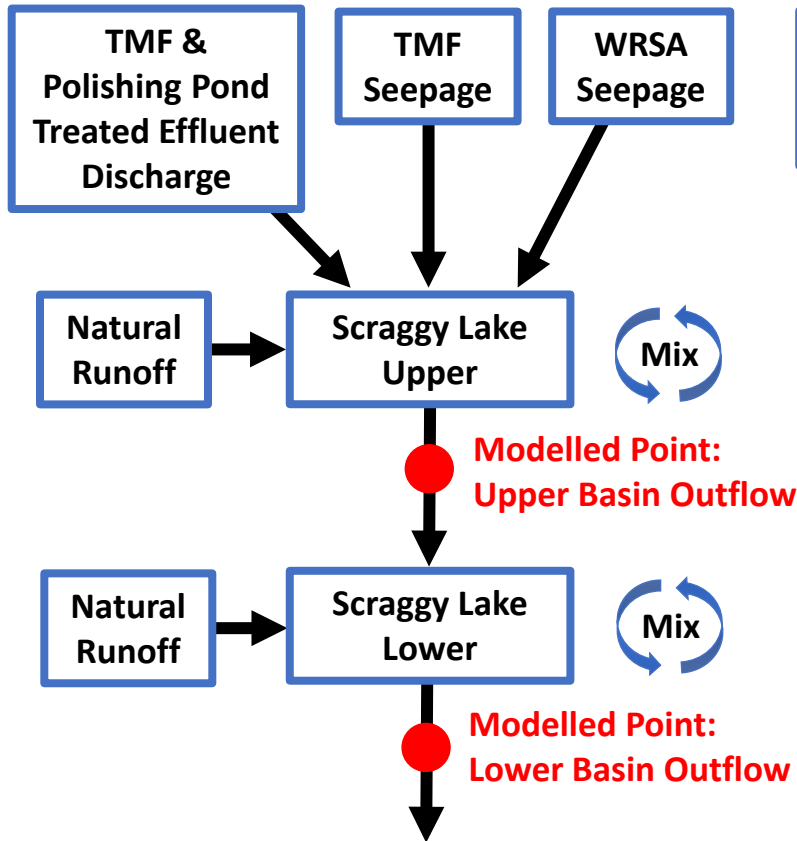 TMF &
Polishing Pond
Treated Effluent
Discharge
TMF
Seepage
WRSA
Seepage
Natural
Runoff
Scraggy Lake
Upper
Mix
Modelled Point:
Upper Basin Outflow
Natural
Runoff
Scraggy Lake
Lower
Mix
Modelled Point:
Lower Basin Outflow